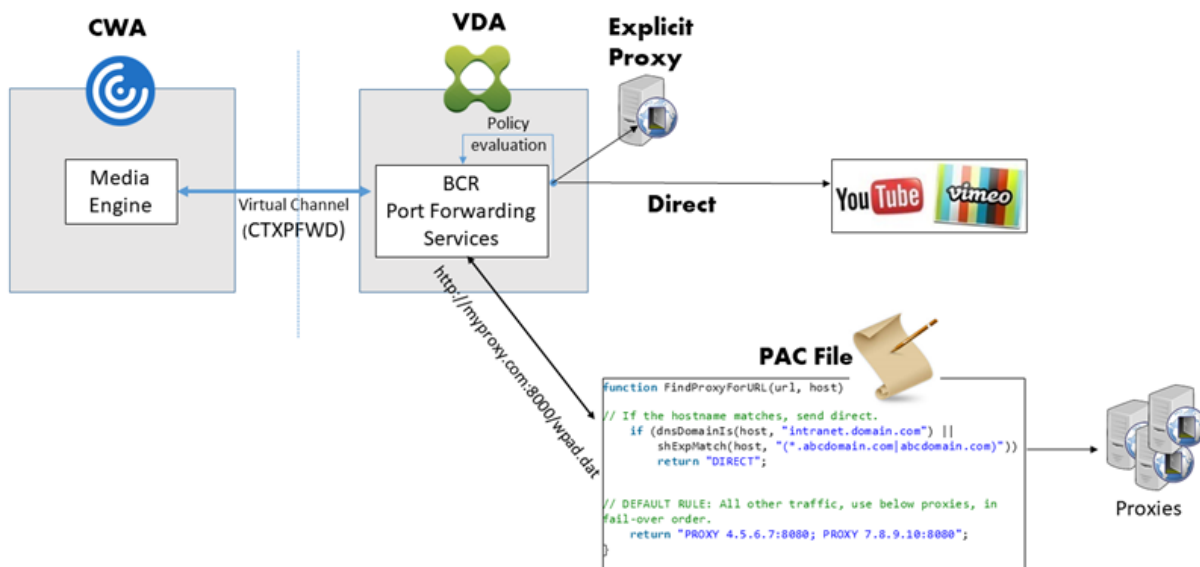 CWA
VDA
Explicit
Proxy
Policy
evaluation
Media
Engine
Virtual Channel
(CTXPFWD)
BCR
Port Forwarding
Services
Direct
YouTube
vimeo
http://myproxy.com:8000/wpad.dat
PAC File
function FindProxyForURL(url, host)
// If the hostname matches, send direct.
if (dnsDomainIs(host, "intranet.domain.com") ||
shExpMatch(host, "(*.abcdomain.com|abcdomain.com)"))
return "DIRECT";
// DEFAULT RULE: All other traffic, use below proxies, in
fail-over order.
return "PROXY 4.5.6.7:8080; PROXY 7.8.9.10:8080";
}
Proxies